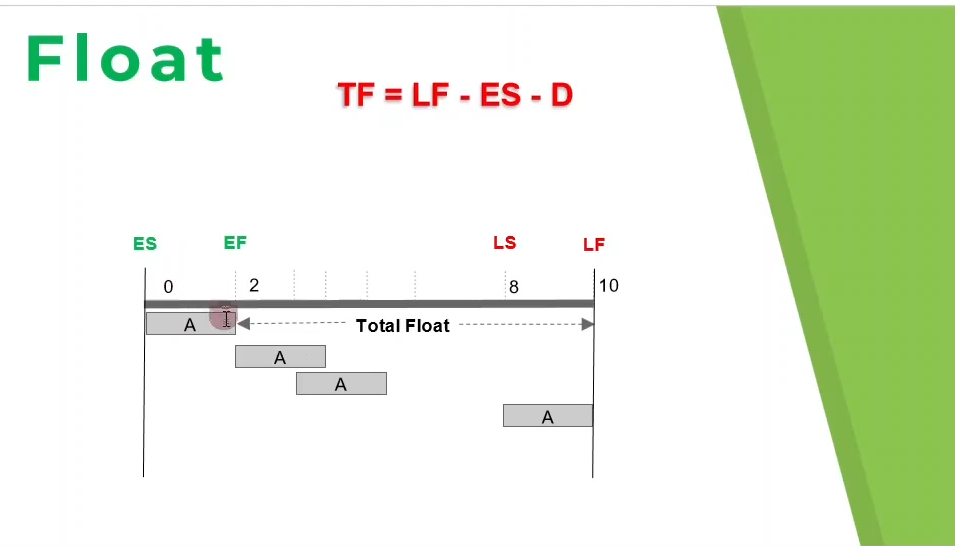 Float
TF = LF - ES - D
ES EF LS LF
0 2 8 10
A Total Float
A
A
A